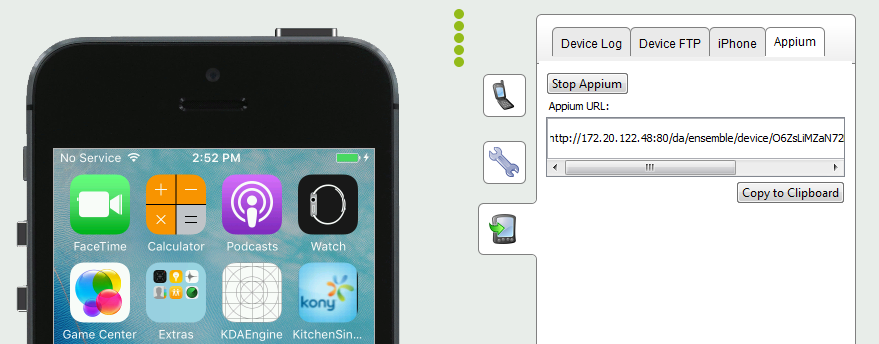 Device Log
Device FTP
iPhone
Appium
Stop Appium
Appium URL:
http://172.20.122.48:80/da/ensemble/device/O6ZsLiMZaN72
Copy to Clipboard
No Service
2:52 PM
FaceTime
Calculator
Podcasts
Watch
kony
Game Center
Extras
KDAEngine
KitchenSin...